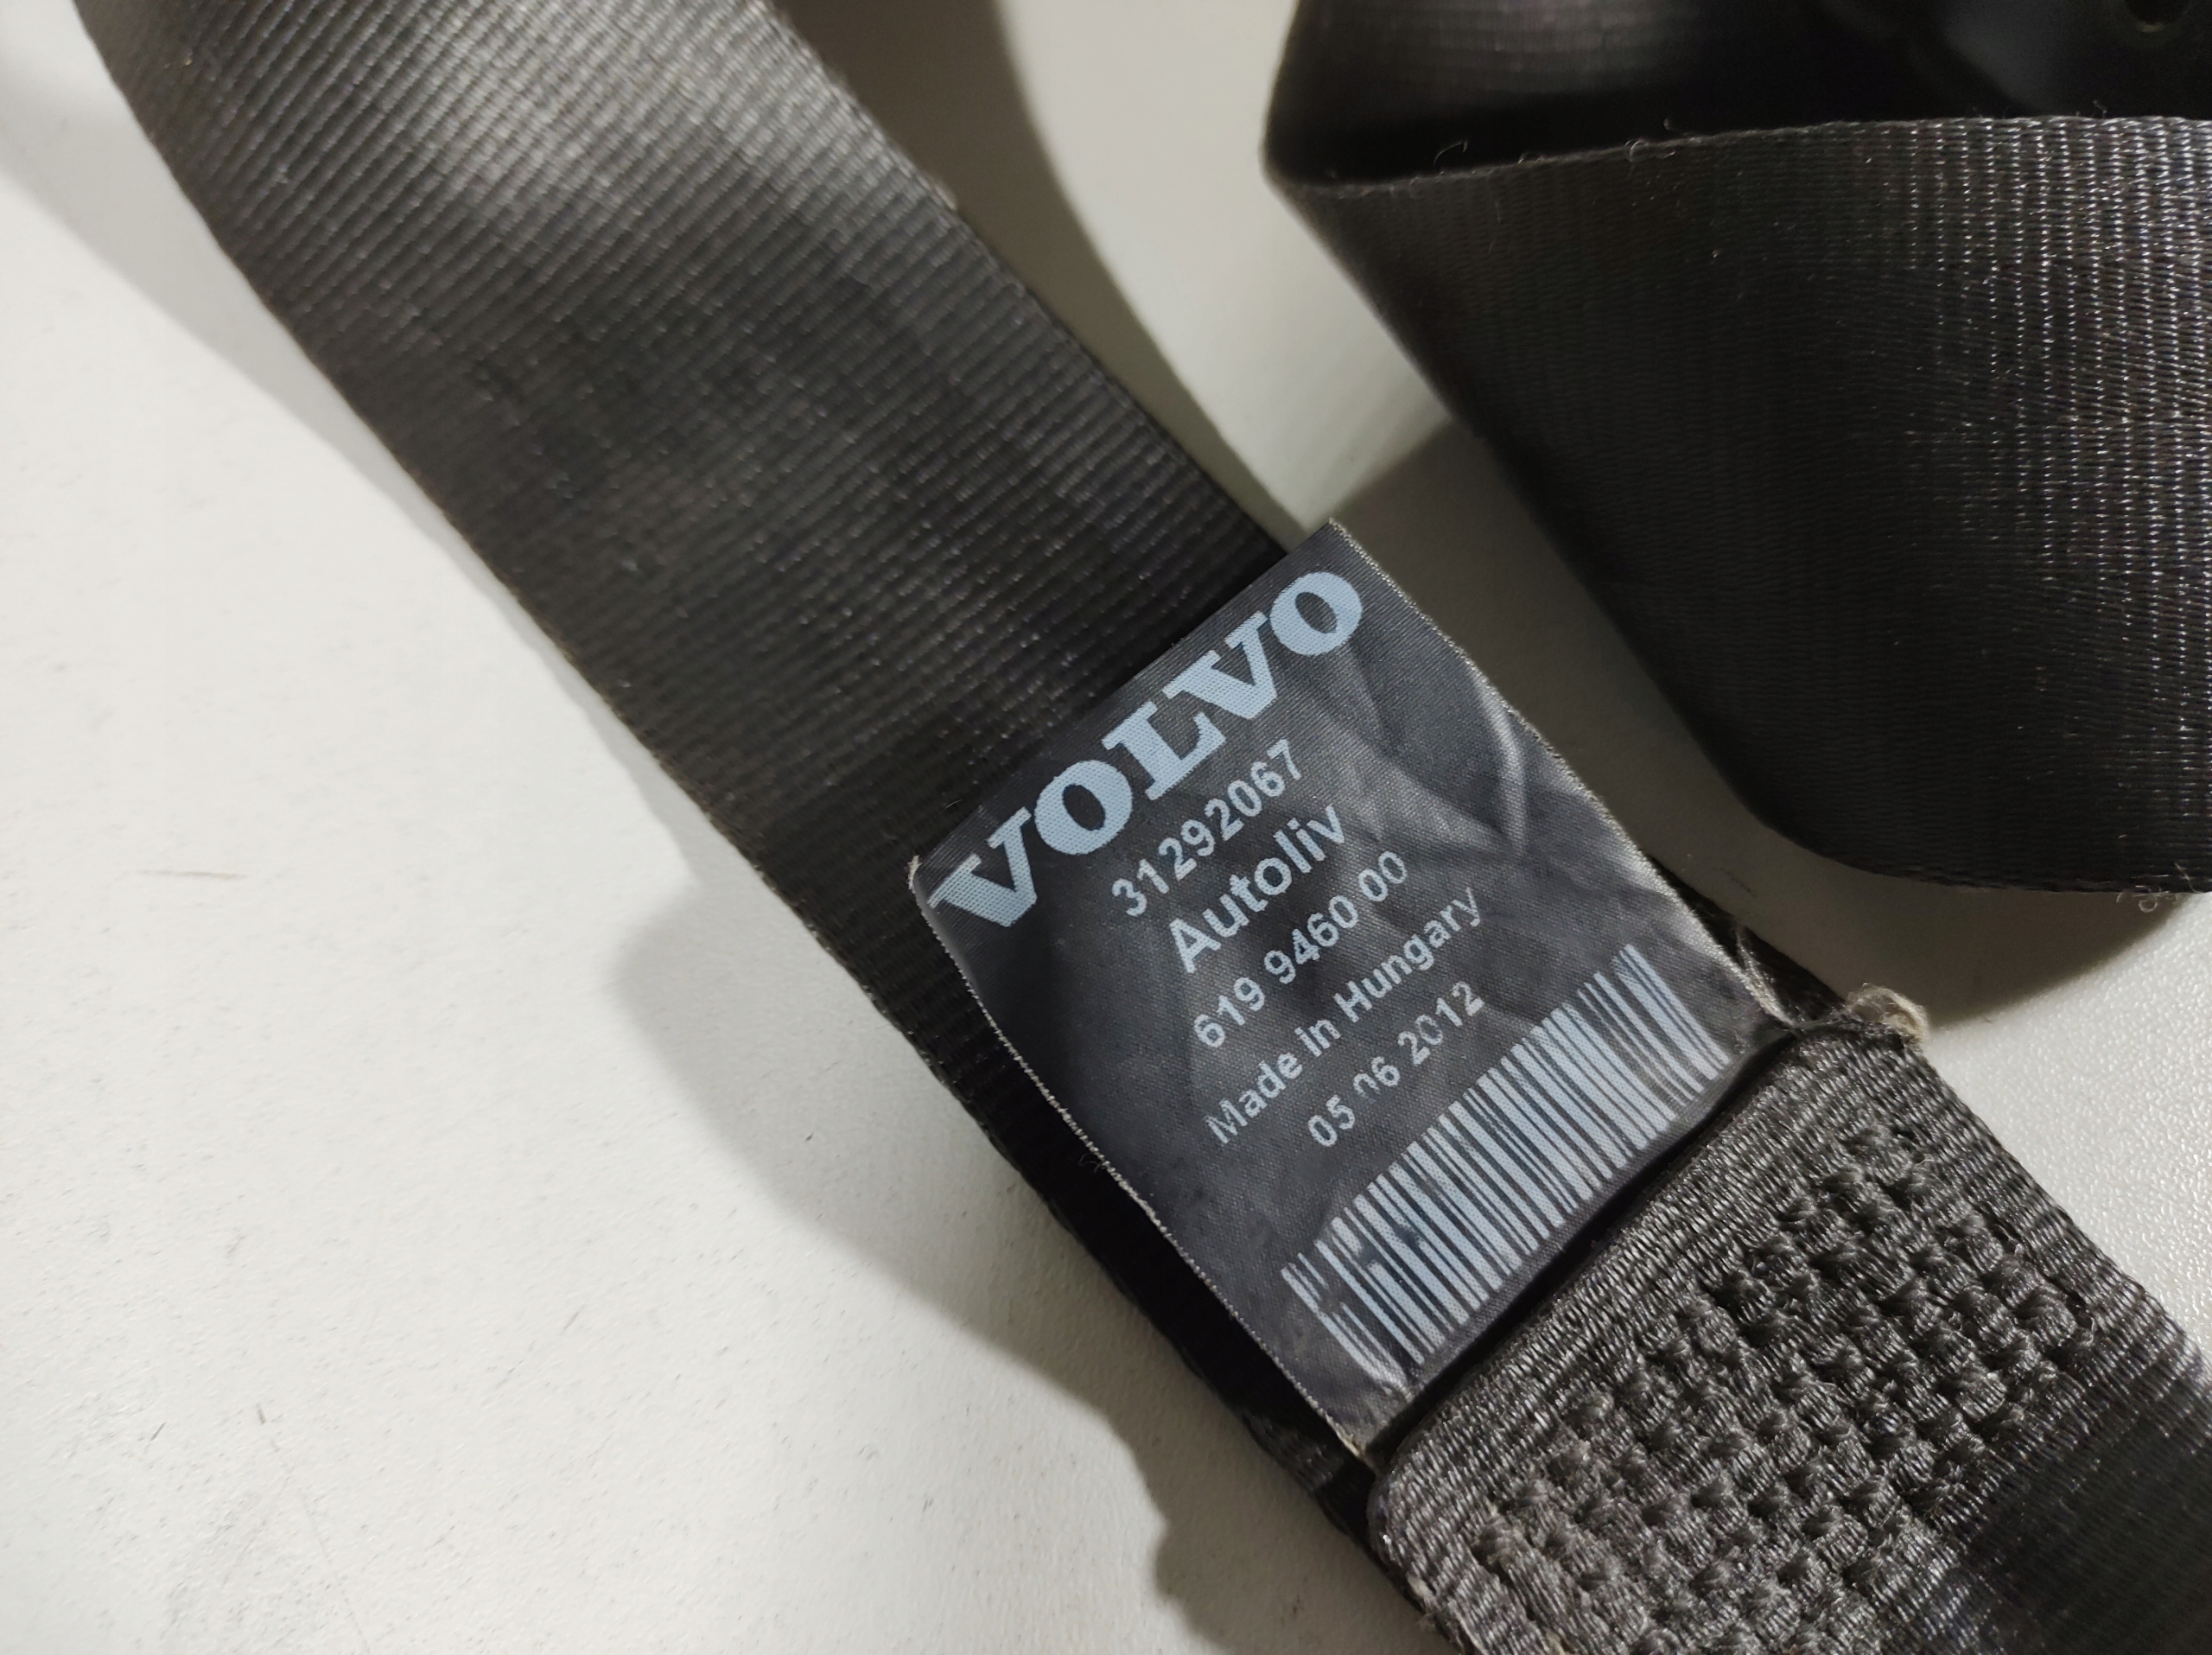 VOLVO
31292067
Autoliv
619 9460 00
Made in Hungary
05 06 2012